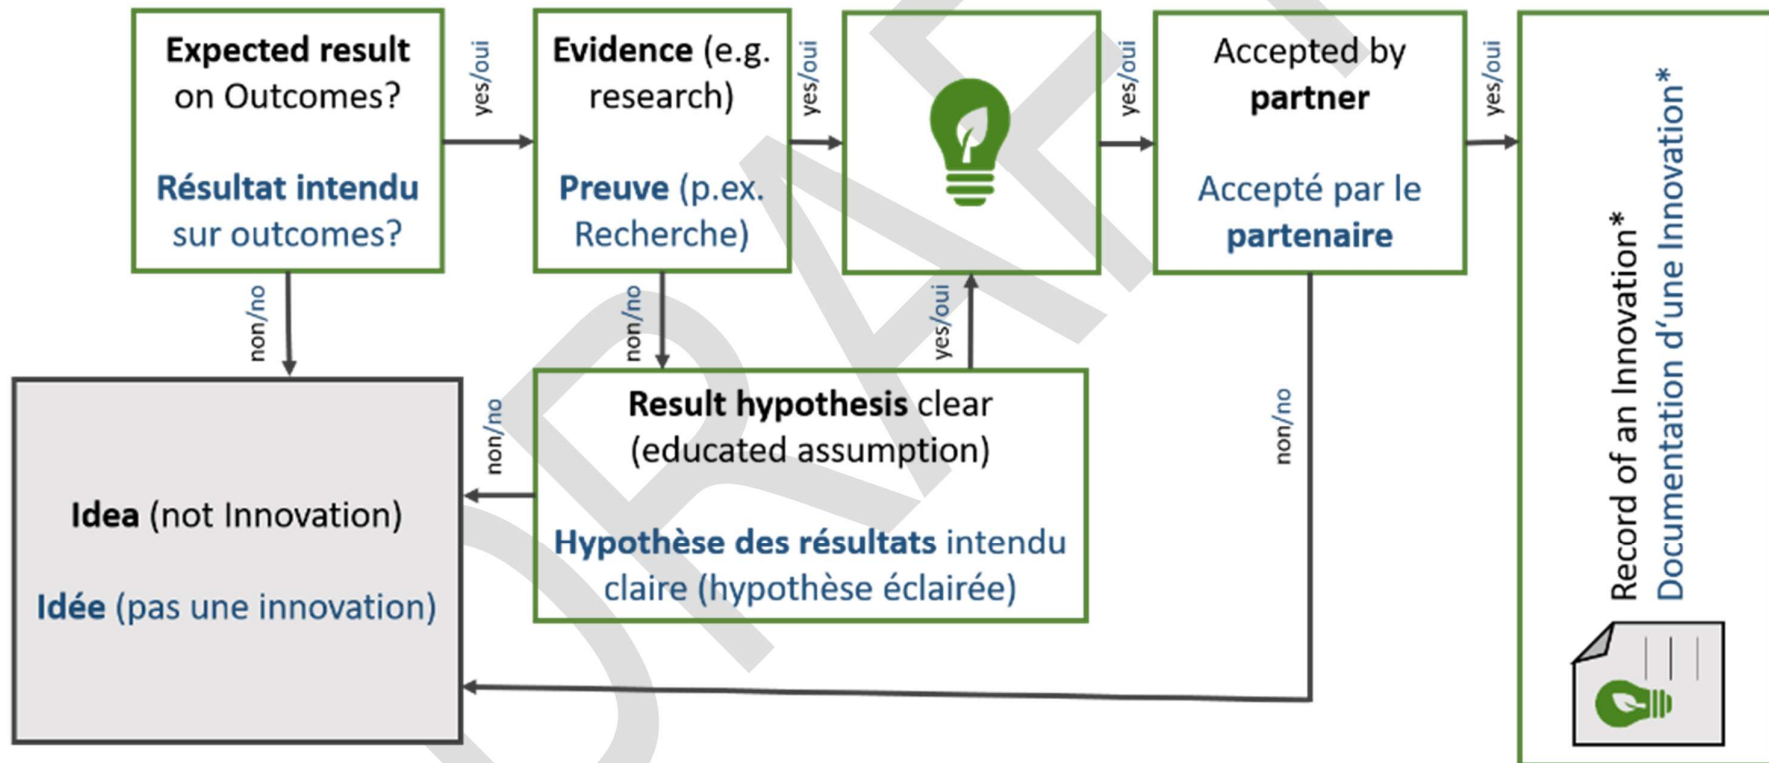 Expected result
on Outcomes?
Résultat intendu
sur outcomes?
yes/oui
non/no
Evidence (e.g.
research)
Preuve (p.ex.
Recherche)
yes/oui
non/no
yes/oui
Accepted by
partner
Accepté par le
partenaire
yes/oui
non/no
Record of an Innovation*
Documentation d‘une Innovation*
Result hypothesis clear
(educated assumption)
Hypothèse des résultats intendu
claire (hypothèse éclairée)
yes/oui
non/no
Idea (not Innovation)
Idée (pas une innovation)
DRAFT